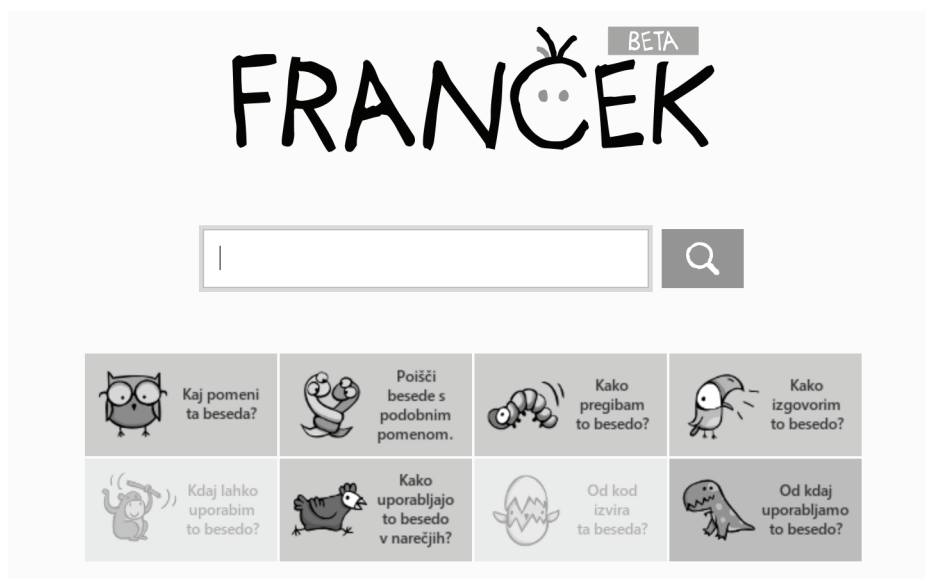 FRANČEK
BETA
Kaj pomeni
ta beseda?
Poišči
besede s
podobnim
pomenom.
Kako
pregibam
to besedo?
Kako
izgovorim
to besedo?
Kdaj lahko
uporabim
to besedo?
Kako
uporabljajo
to besedo
v narečjih?
Od kod
izvira
ta beseda?
Od kdaj
uporabljamo
to besedo?